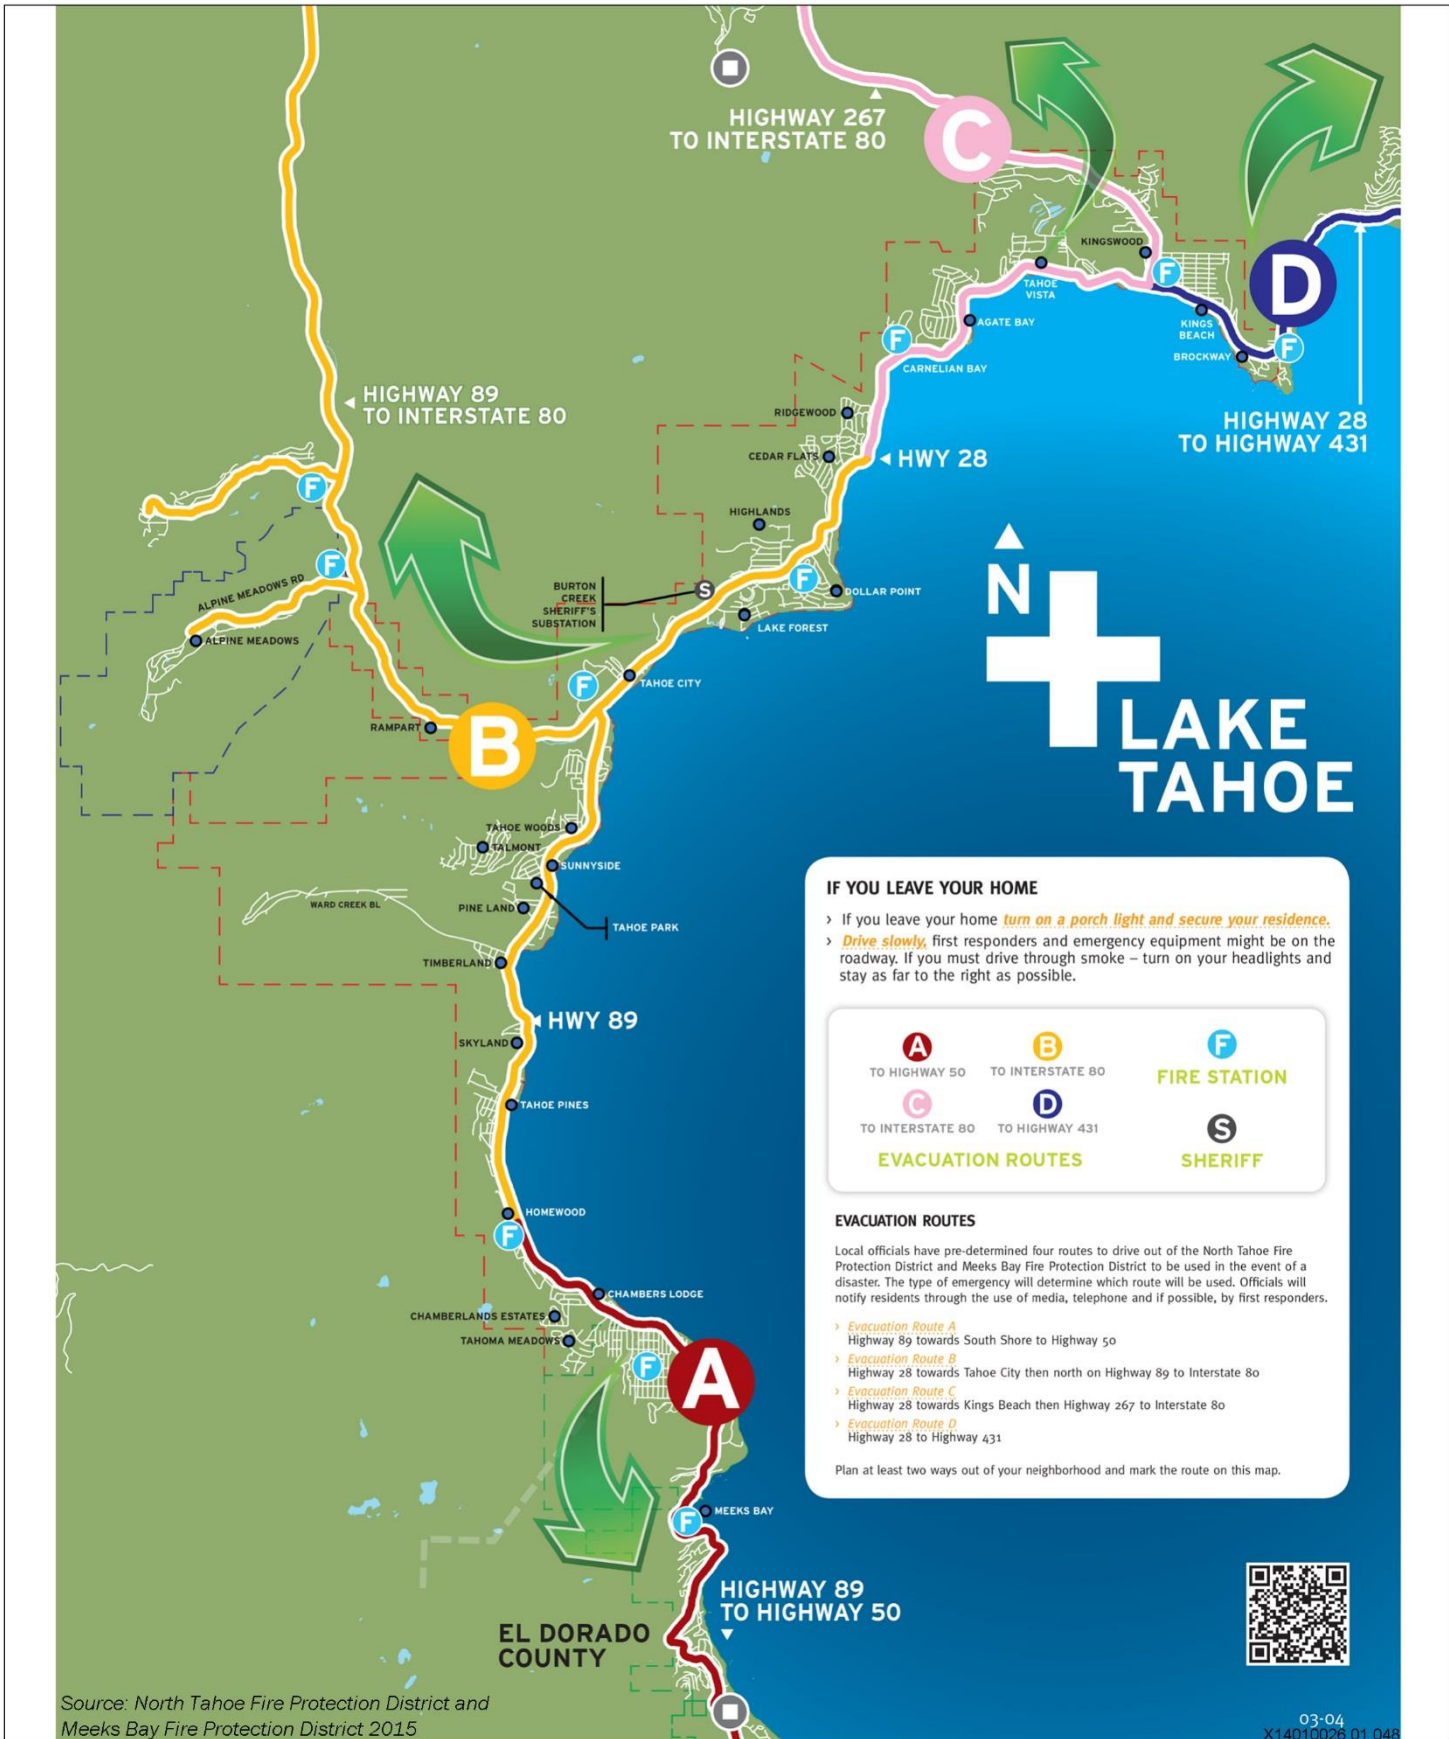 HIGHWAY 267
TO INTERSTATE 80
C
D
KINGSWOOD
F
TAHOE
VISTA
AGATE BAY
KINGS
BEACH
BROCKWAY
F
F
CARNELIAN BAY
HIGHWAY 89
TO INTERSTATE 80
RIDGEWOOD
HIGHWAY 28
TO HIGHWAY 431
CEDAR FLATS
HWY 28
F
HIGHLANDS
F
ALPINE MEADOWS RD
ALPINE MEADOWS
BURTON
CREEK
SHERIFF'S
SUBSTATION
S
F
DOLLAR POINT
LAKE FOREST
N
F
TAHOE CITY
RAMPART
B
LAKE
TAHOE
TAHOE WOODS
TALMONT
SUNNYSIDE
WARD CREEK BL
PINE LAND
TAHOE PARK
TIMBERLAND
HWY 89
SKYLAND
TAHOE PINES
HOMEWOOD
F
CHAMBERS LODGE
CHAMBERLANDS ESTATES
TAHOMA MEADOWS
F
A
MEEKS BAY
F
HIGHWAY 89
TO HIGHWAY 50
EL DORADO
COUNTY
IF YOU LEAVE YOUR HOME
› If you leave your home turn on a porch light and secure your residence.
› Drive slowly, first responders and emergency equipment might be on the
roadway. If you must drive through smoke – turn on your headlights and
stay as far to the right as possible.
A
TO HIGHWAY 50
B
TO INTERSTATE 80
F
FIRE STATION
C
TO INTERSTATE 80
D
TO HIGHWAY 431
S
SHERIFF
EVACUATION ROUTES
EVACUATION ROUTES
Local officials have pre-determined four routes to drive out of the North Tahoe Fire
Protection District and Meeks Bay Fire Protection District to be used in the event of a
disaster. The type of emergency will determine which route will be used. Officials will
notify residents through the use of media, telephone and if possible, by first responders.
› Evacuation Route A
Highway 89 towards South Shore to Highway 50
› Evacuation Route B
Highway 28 towards Tahoe City then north on Highway 89 to Interstate 80
› Evacuation Route C
Highway 28 towards Kings Beach then Highway 267 to Interstate 80
› Evacuation Route D
Highway 28 to Highway 431
Plan at least two ways out of your neighborhood and mark the route on this map.
Source: North Tahoe Fire Protection District and
Meeks Bay Fire Protection District 2015
03-04
X14010026 01 048